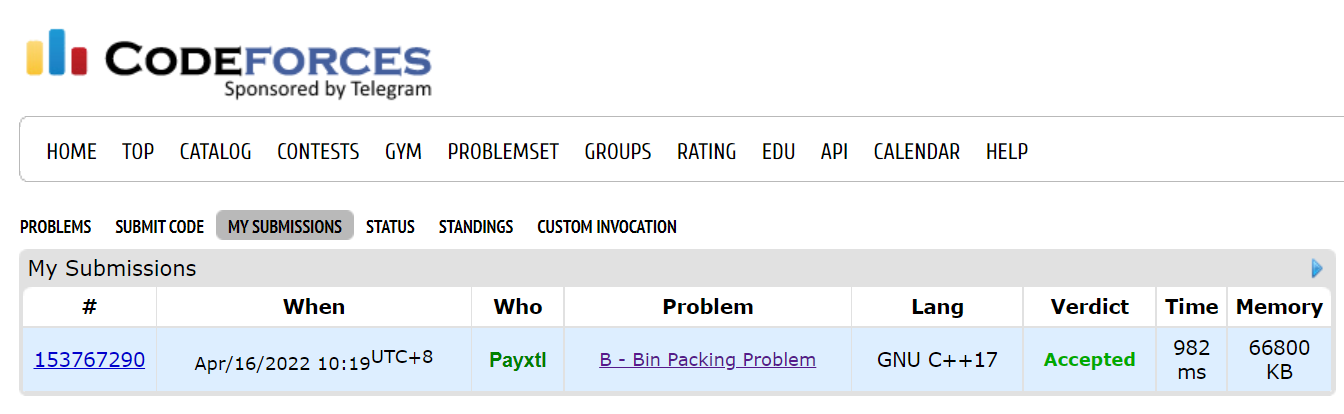 CODEFORCES
Sponsored by Telegram
HOME TOP CATALOG CONTESTS GYM PROBLEMSET GROUPS RATING EDU API CALENDAR HELP
PROBLEMS SUBMIT CODE MY SUBMISSIONS STATUS STANDINGS CUSTOM INVOCATION
My Submissions
# When Who Problem Lang Verdict Time Memory
153767290 Apr/16/2022 10:19UTC+8 Payxtl B - Bin Packing Problem GNU C++17 Accepted 982 ms 66800 KB